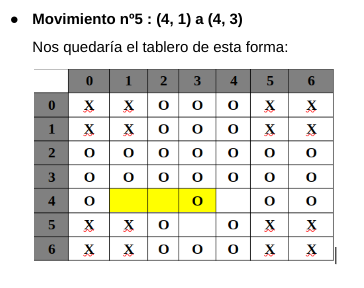 ● Movimiento nº5 : (4, 1) a (4, 3)
Nos quedaría el tablero de esta forma:
0 1 2 3 4 5 6
0 X X O O O X X
1 X X O O O X X
2 O O O O O O O
3 O O O O O O O
4 O O O O
5 X X O O X X
6 X X O O O X X